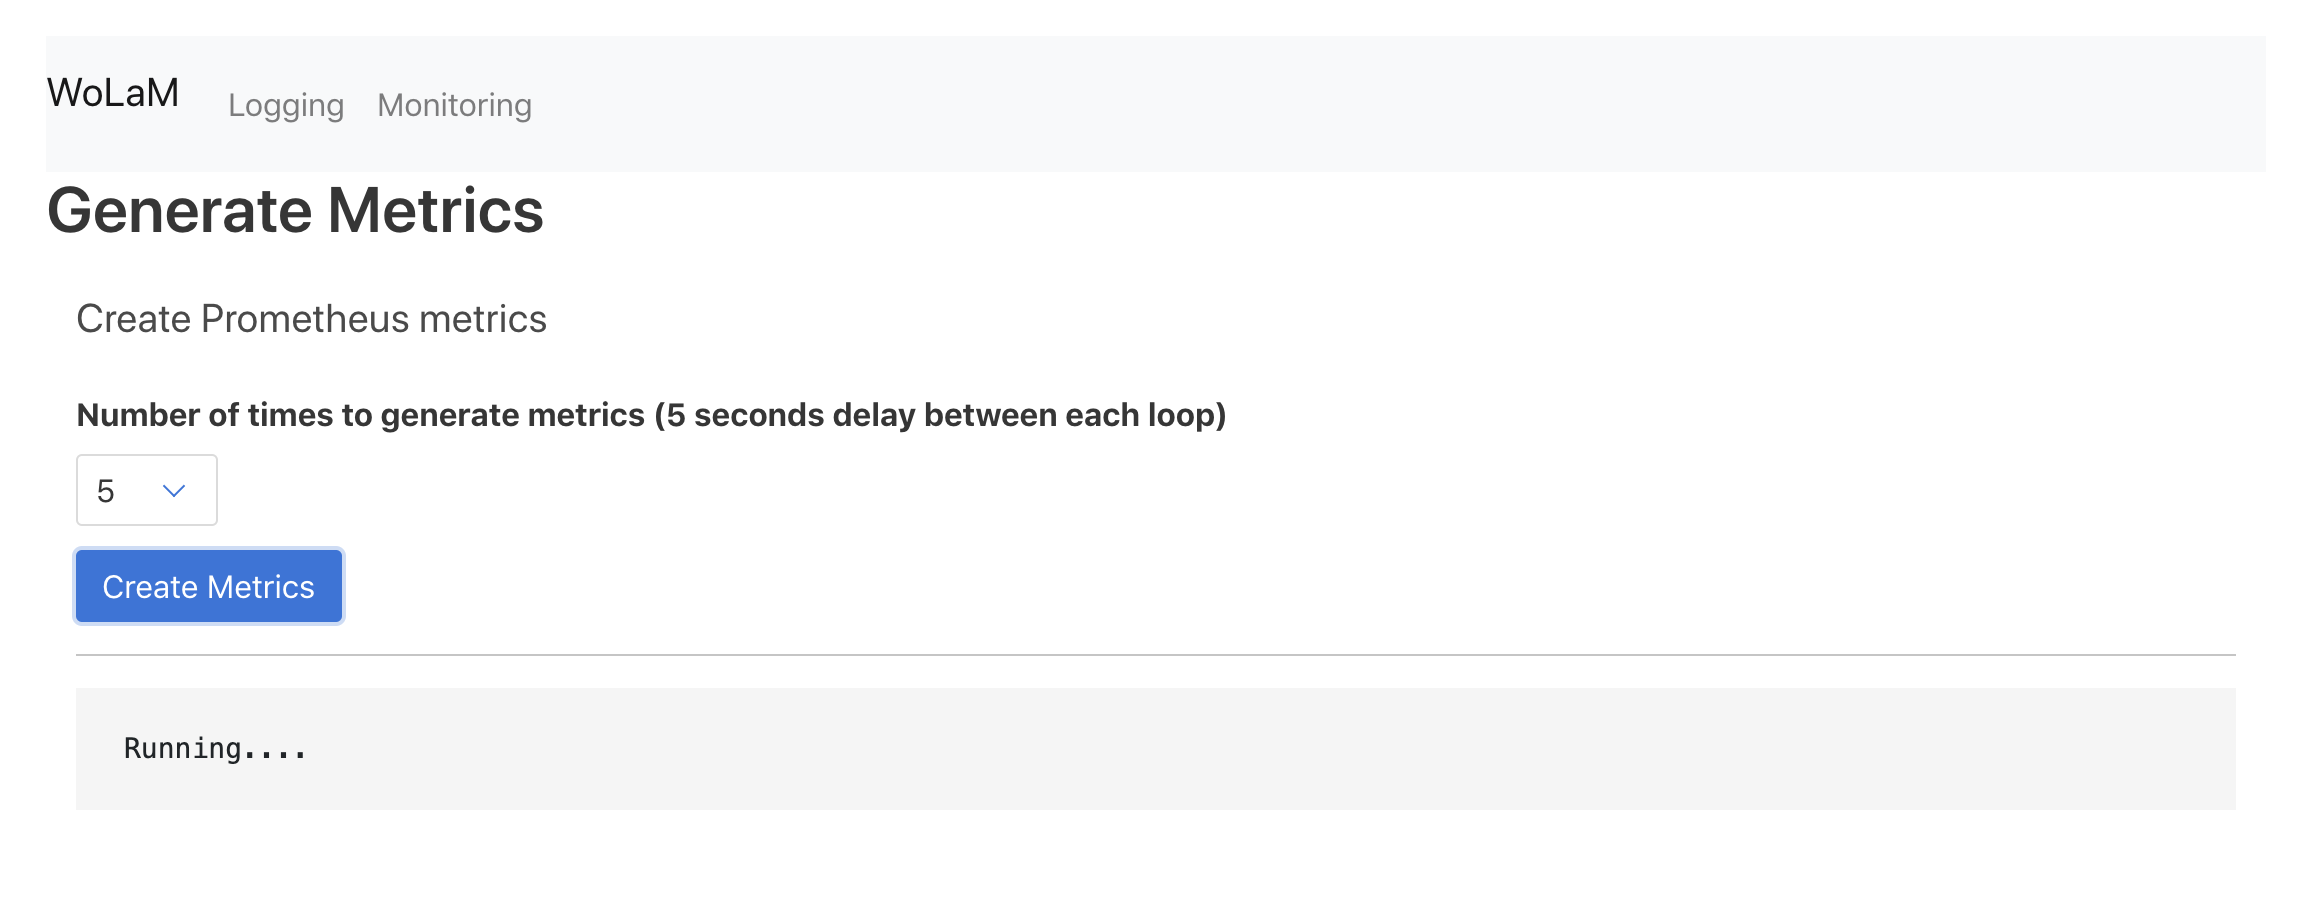 WoLaM Logging Monitoring
Generate Metrics
Create Prometheus metrics
Number of times to generate metrics (5 seconds delay between each loop)
5
Create Metrics
Running....